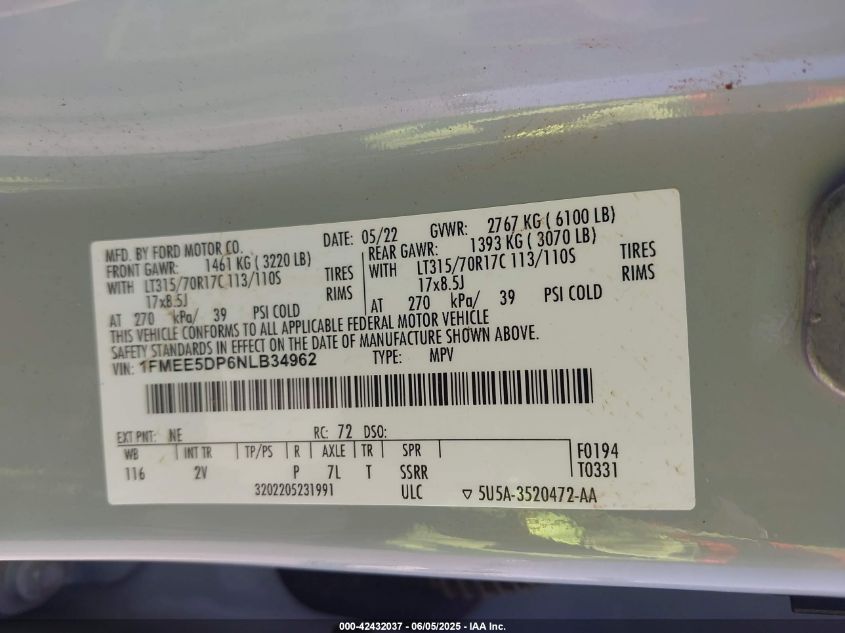 MFD. BY FORD MOTOR CO. DATE: 05/22 GVWR: 2767 KG ( 6100 LB)
FRONT GAWR: 1461 KG ( 3220 LB) REAR GAWR: 1393 KG ( 3070 LB)
WITH LT315/70R17C 113/110S TIRES WITH LT315/70R17C 113/110S TIRES
17x8.5J RIMS 17x8.5J RIMS
AT 270 kPa/ 39 PSI COLD AT 270 kPa/ 39 PSI COLD
THIS VEHICLE CONFORMS TO ALL APPLICABLE FEDERAL MOTOR VEHICLE
SAFETY STANDARDS IN EFFECT ON THE DATE OF MANUFACTURE SHOWN ABOVE.
VIN: 1FMEE5DP6NLB34962 TYPE: MPV
EXT PNT: NE RC: 72 DSO:
WB INT TR TP/PS R AXLE TR SPR F0194
116 2V P 7L T SSRR T0331
3202205231991 ULC ▽ 5U5A-3520472-AA
000-42432037 - 06/05/2025 - IAA Inc.